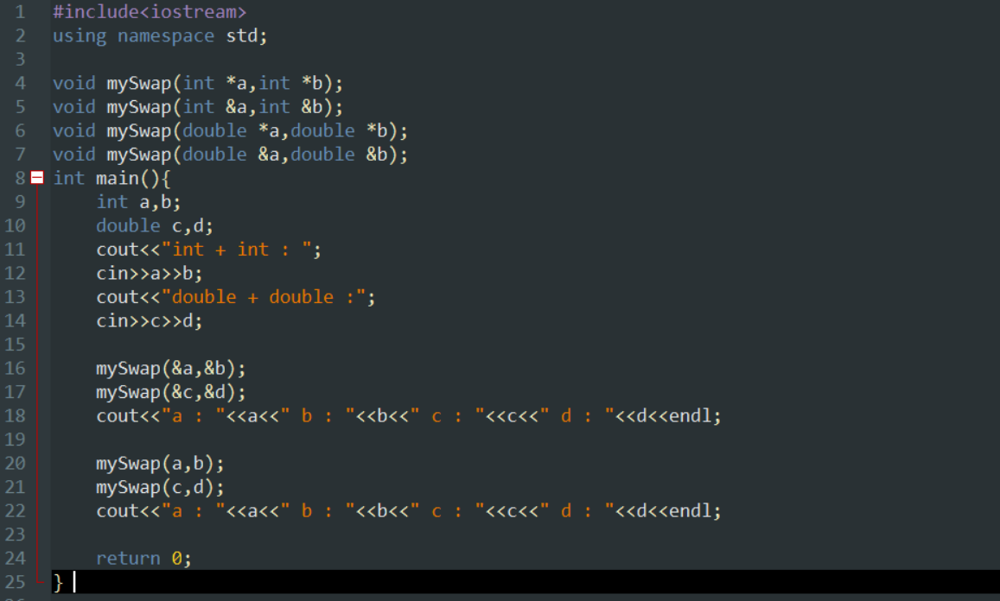 1 #include<iostream>
2 using namespace std;
3
4 void mySwap(int *a,int *b);
5 void mySwap(int &a,int &b);
6 void mySwap(double *a,double *b);
7 void mySwap(double &a,double &b);
8 int main(){
9     int a,b;
10     double c,d;
11     cout<<"int + int : ";
12     cin>>a>>b;
13     cout<<"double + double :";
14     cin>>c>>d;
15
16     mySwap(&a,&b);
17     mySwap(&c,&d);
18     cout<<"a : "<<a<<" b : "<<b<<" c : "<<c<<" d : "<<d<<endl;
19
20     mySwap(a,b);
21     mySwap(c,d);
22     cout<<"a : "<<a<<" b : "<<b<<" c : "<<c<<" d : "<<d<<endl;
23
24     return 0;
25 }